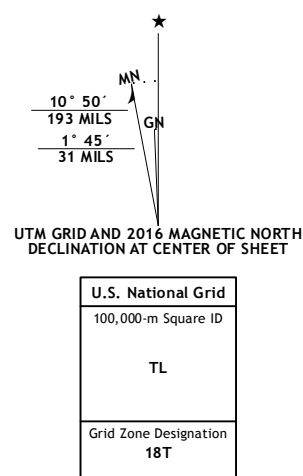 MN
GN
10° 50´
193 MILS
1° 45´
31 MILS
UTM GRID AND 2016 MAGNETIC NORTH
DECLINATION AT CENTER OF SHEET
U.S. National Grid
100,000-m Square ID
TL
Grid Zone Designation
18T